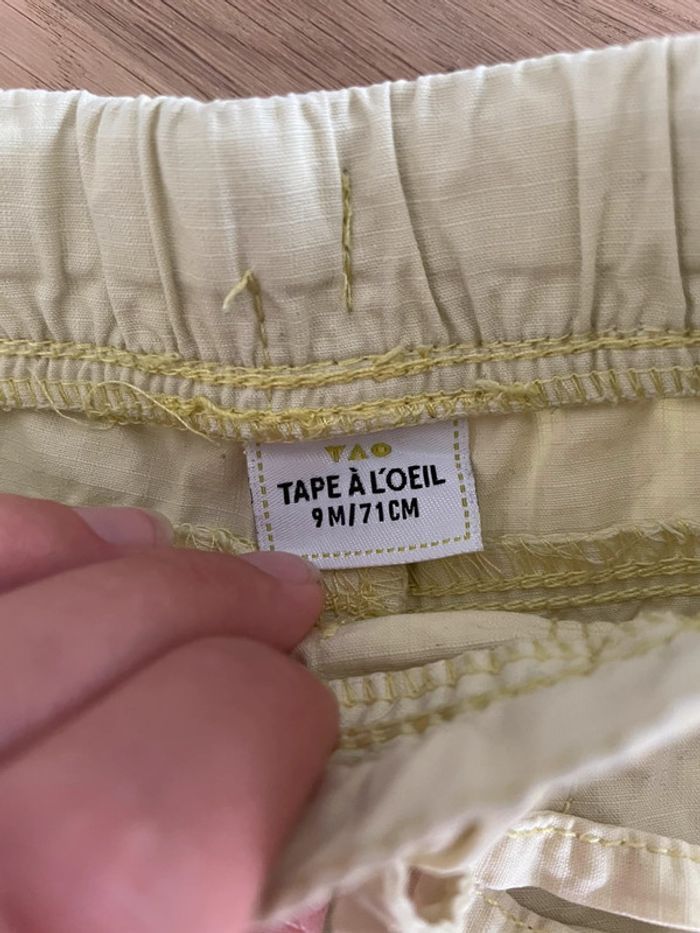 TAO
TAPE À L'OEIL
9M/71CM